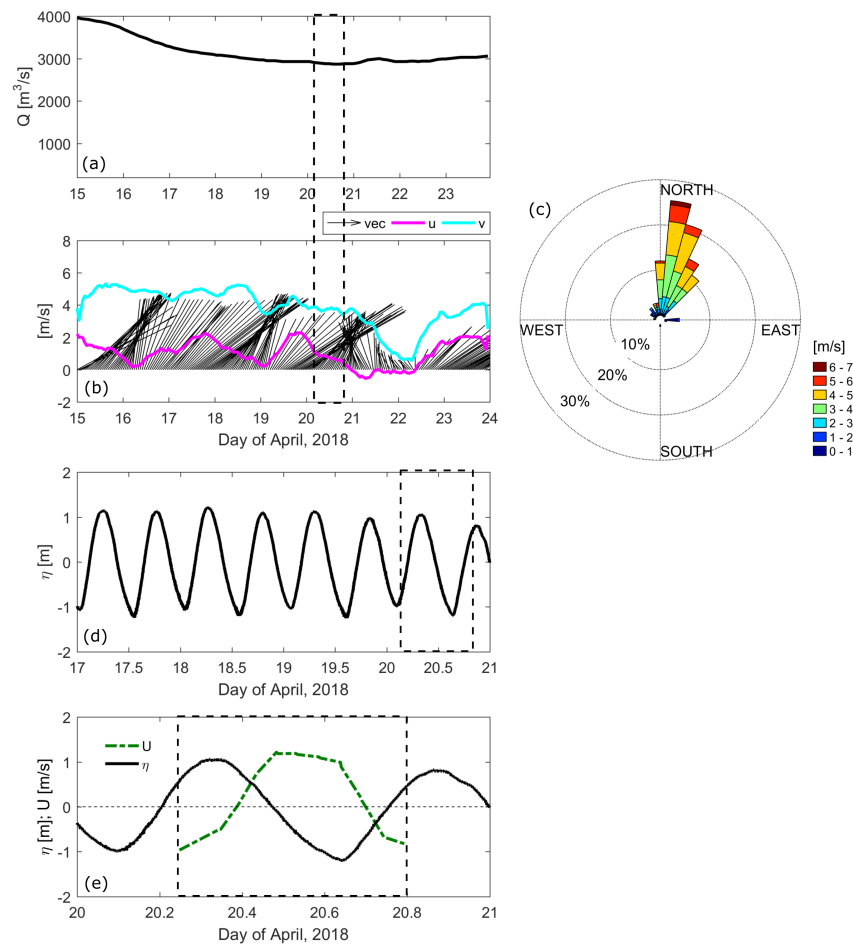 4000
3000
2000
1000
Q [m³/s]
(a)
15 16 17 18 19 20 21 22 23
vec u v
8
6
4
2
0
-2
[m/s]
(b)
15 16 17 18 19 20 21 22 23 24
Day of April, 2018
(c)
NORTH
WEST
EAST
SOUTH
10%
20%
30%
[m/s]
6 - 7
5 - 6
4 - 5
3 - 4
2 - 3
1 - 2
0 - 1
2
1
0
-1
-2
η [m]
(d)
17 17.5 18 18.5 19 19.5 20 20.5 21
Day of April, 2018
2
1
0
-1
-2
η [m]; U [m/s]
U
η
(e)
20 20.2 20.4 20.6 20.8 21
Day of April, 2018